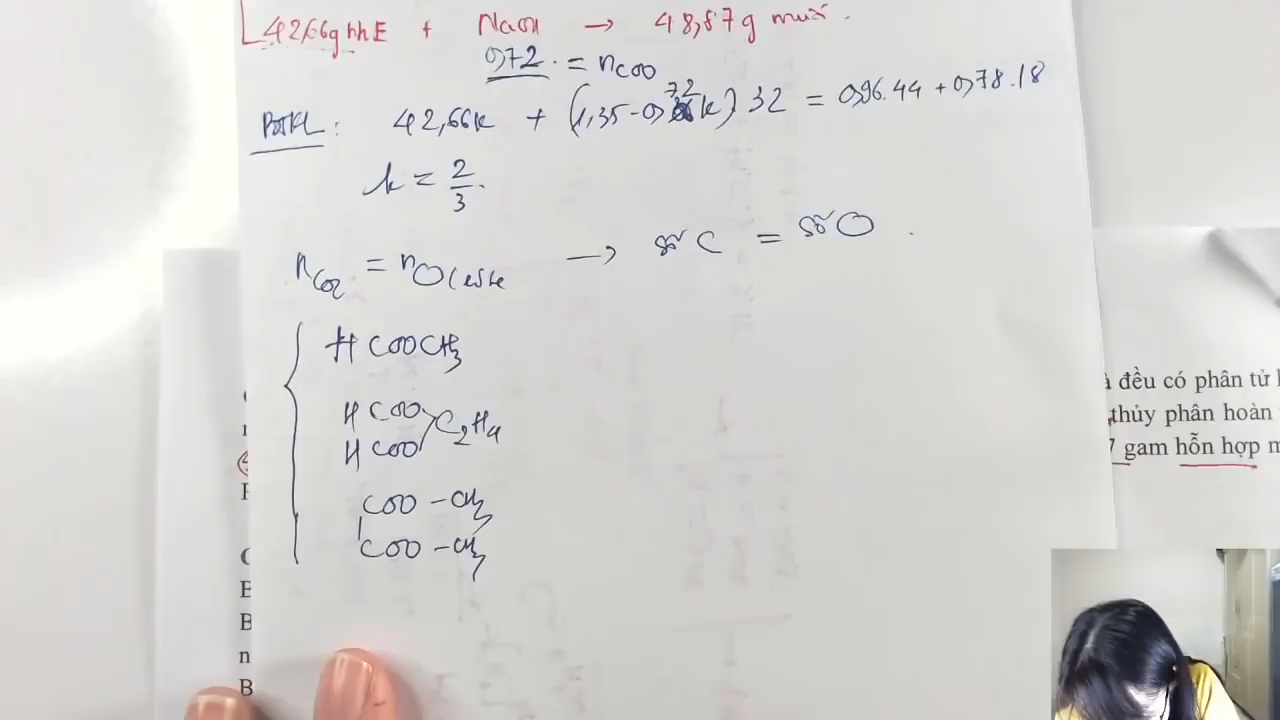 42,66g hh E + NaOH → 48,87g muối.
0,72 = nCOO
BTKL: 42,66k + (1,35 - 0,72k) 32 = 0,96.44 + 0,78.18
k = 2/3.
nCO2 = nO(este → số C = số O.
HCOOCH3
HCOO
C2H4
HCOO
COO - CH3
COO - CH3
à đều có phân tử
thủy phân hoàn
7 gam hỗn hợp m
E
B
n
B